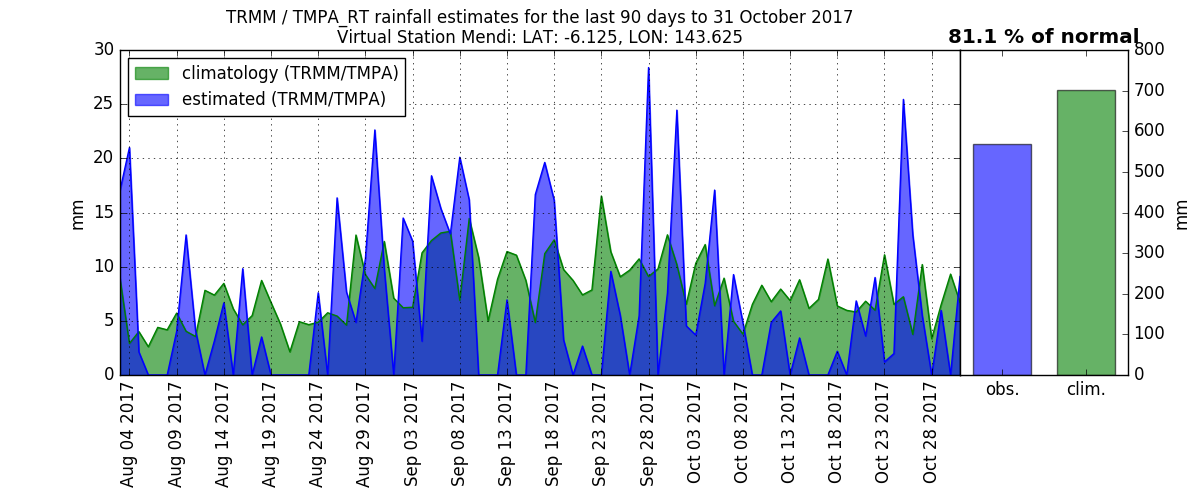 TRMM / TMPA_RT rainfall estimates for the last 90 days to 31 October 2017
Virtual Station Mendi: LAT: -6.125, LON: 143.625
81.1 % of normal
climatology (TRMM/TMPA)
estimated (TRMM/TMPA)
30
25
20
15
10
5
0
mm
800
700
600
500
400
300
200
100
0
mm
Aug 04 2017
Aug 09 2017
Aug 14 2017
Aug 19 2017
Aug 24 2017
Aug 29 2017
Sep 03 2017
Sep 08 2017
Sep 13 2017
Sep 18 2017
Sep 23 2017
Sep 28 2017
Oct 03 2017
Oct 08 2017
Oct 13 2017
Oct 18 2017
Oct 23 2017
Oct 28 2017
obs.
clim.